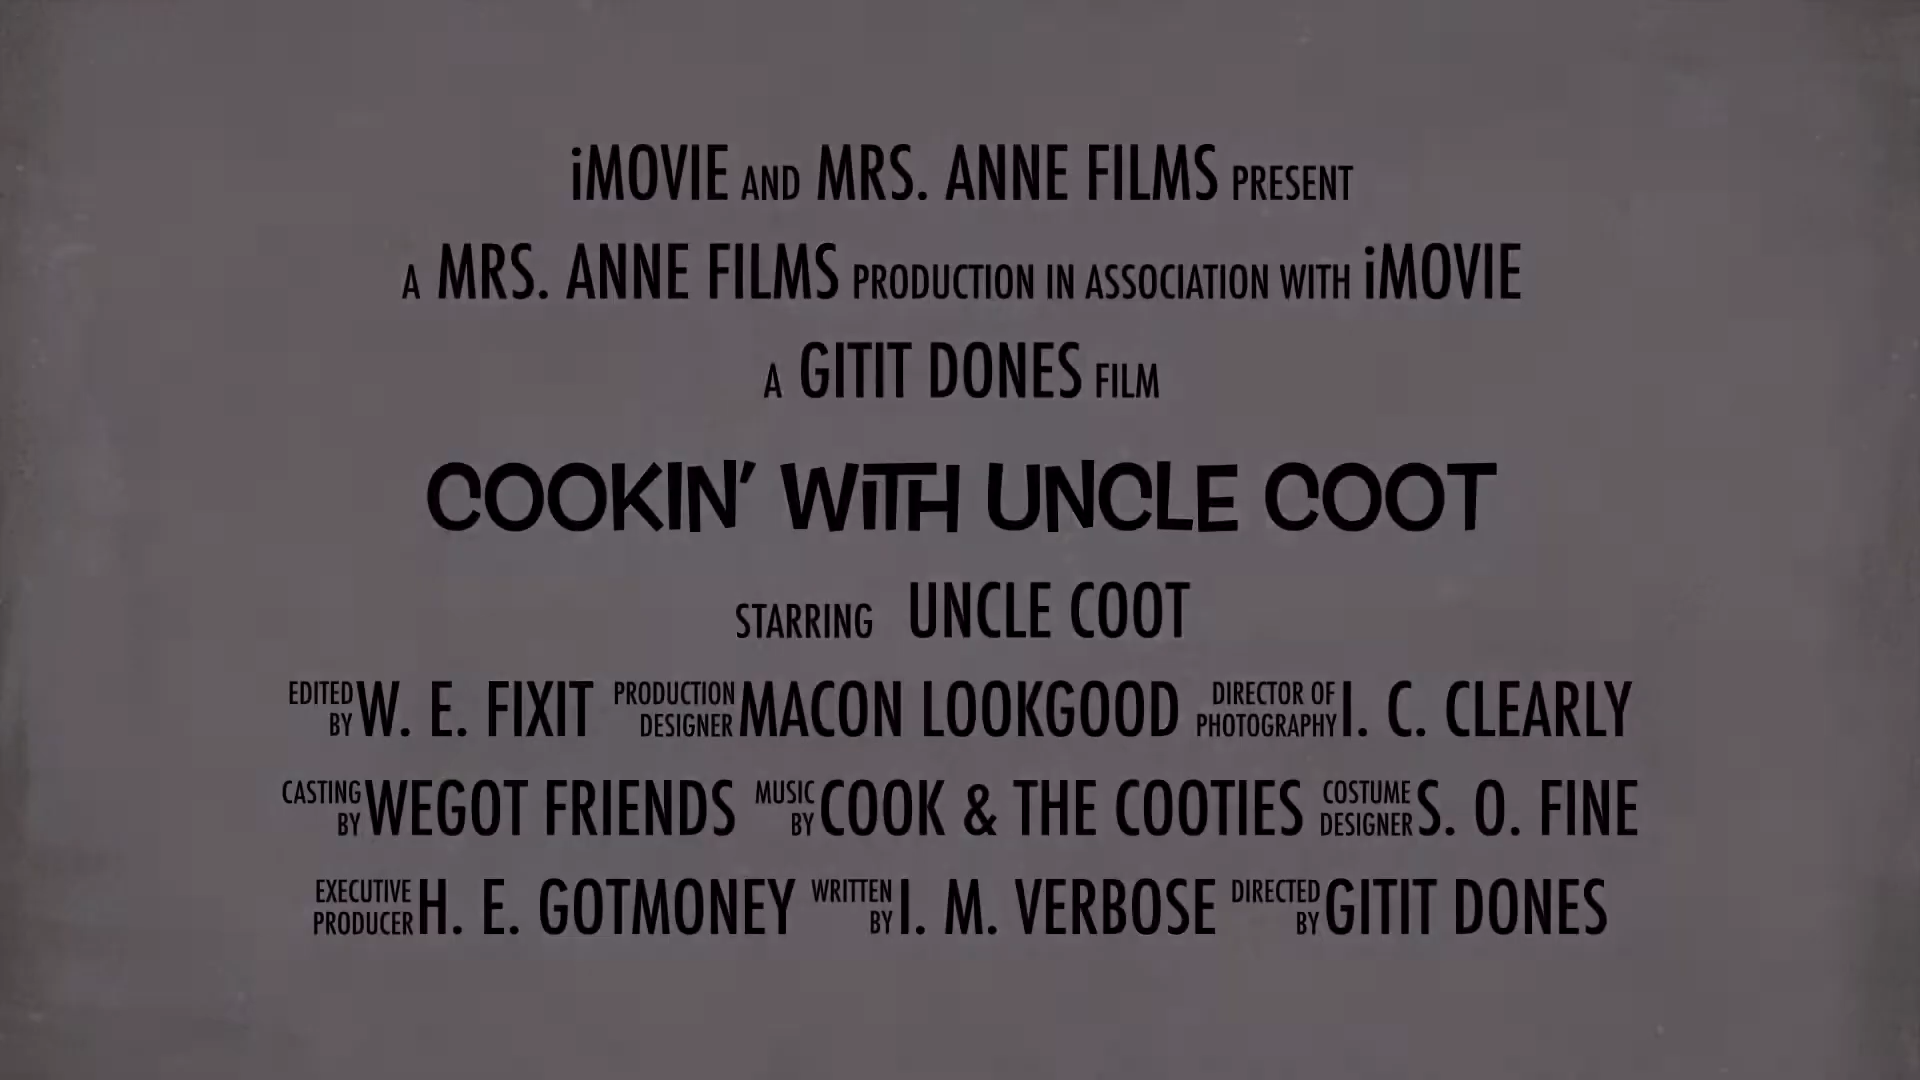 iMOVIE AND MRS. ANNE FILMS PRESENT
A MRS. ANNE FILMS PRODUCTION IN ASSOCIATION WITH iMOVIE
A GITIT DONES FILM
COOKIN' WiTH UNCLE COOT
STARRING UNCLE COOT
EDITED BY W. E. FIXIT PRODUCTION DESIGNER MACON LOOKGOOD DIRECTOR OF PHOTOGRAPHY I. C. CLEARLY
CASTING BY WEGOT FRIENDS MUSIC BY COOK & THE COOTIES COSTUME DESIGNER S. O. FINE
EXECUTIVE PRODUCER H. E. GOTMONEY WRITTEN BY I. M. VERBOSE DIRECTED BY GITIT DONES